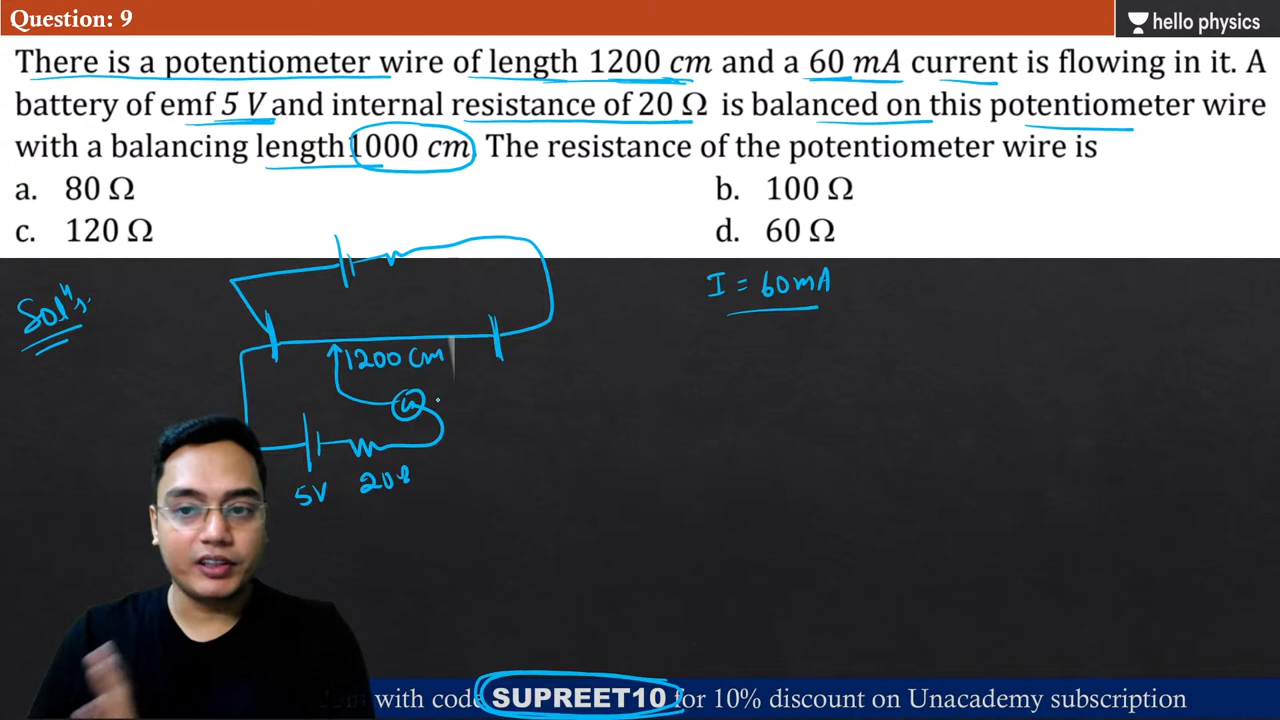 Question: 9
hello physics
There is a potentiometer wire of length 1200 cm and a 60 mA current is flowing in it. A
battery of emf 5 V and internal resistance of 20 Ω is balanced on this potentiometer wire
with a balancing length1000 cm. The resistance of the potentiometer wire is
a. 80 Ω
b. 100 Ω
c. 120 Ω
d. 60 Ω
Solⁿ:
I = 60mA
1200 cm
G
5V
20Ω
with code SUPREET10 for 10% discount on Unacademy subscription